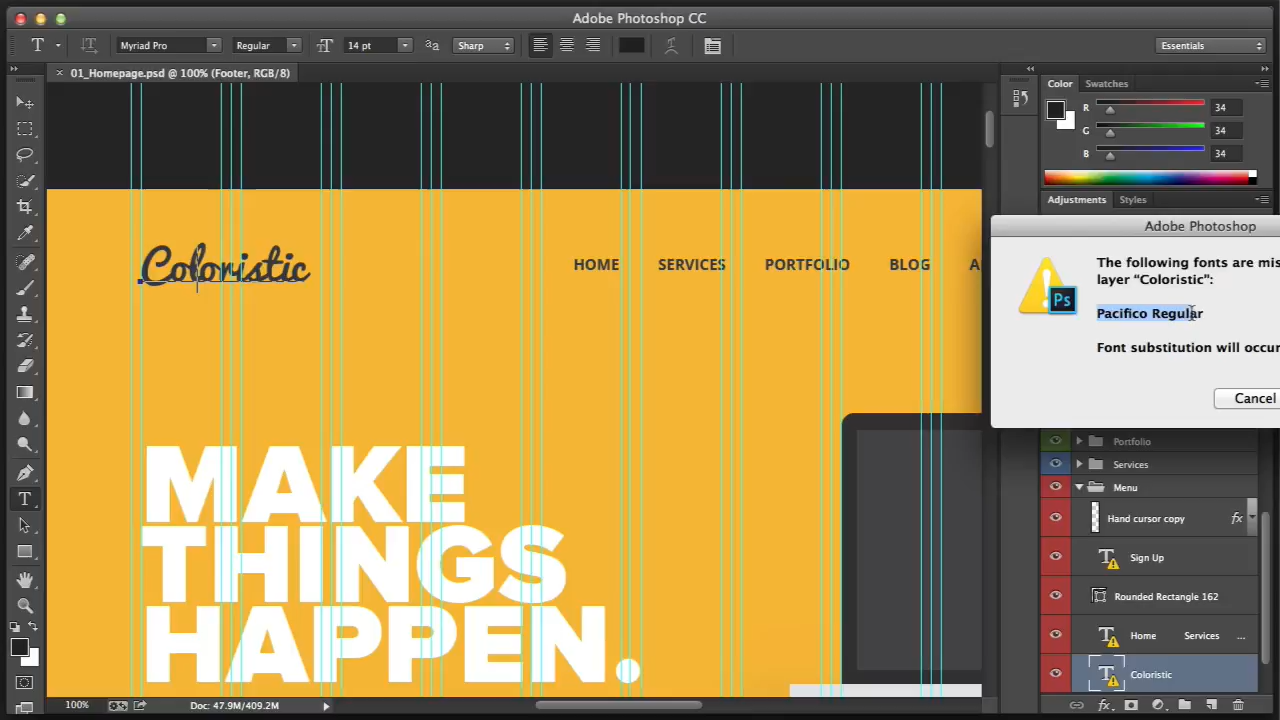 Adobe Photoshop CC
Myriad Pro Regular 14 pt Sharp Essentials
01_Homepage.psd @ 100% (Footer, RGB/8)
Color Swatches
R 34
G 34
B 34
Adjustments Styles
Coloristic
HOME SERVICES PORTFOLIO BLOG
Adobe Photoshop
The following fonts are
layer “Coloristic”:
Pacifico Regular
Font substitution will
Cancel
MAKE
THINGS
HAPPEN.
Portfolio
Services
Menu
Hand cursor copy fx
Sign Up
Rounded Rectangle 162
Home Services ...
Coloristic
100% Doc: 47.9M/409.2M